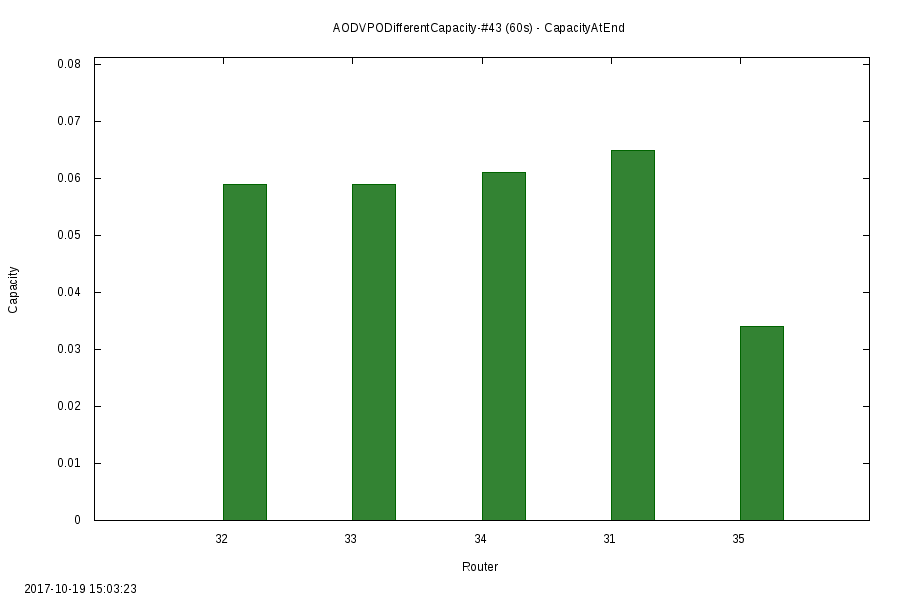 AODVPODifferentCapacity-#43 (60s) - CapacityAtEnd
0.08
0.07
0.06
0.05
0.04
0.03
0.02
0.01
0
Capacity
32 33 34 31 35
Router
2017-10-19 15:03:23